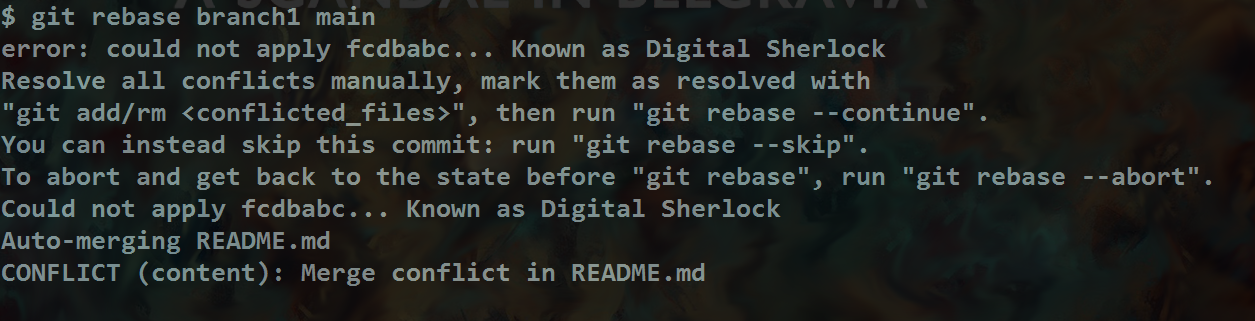 A SCANDAL IN BELGRAVIA
$ git rebase branch1 main
error: could not apply fcdbabc... Known as Digital Sherlock
Resolve all conflicts manually, mark them as resolved with
"git add/rm <conflicted_files>", then run "git rebase --continue".
You can instead skip this commit: run "git rebase --skip".
To abort and get back to the state before "git rebase", run "git rebase --abort".
Could not apply fcdbabc... Known as Digital Sherlock
Auto-merging README.md
CONFLICT (content): Merge conflict in README.md